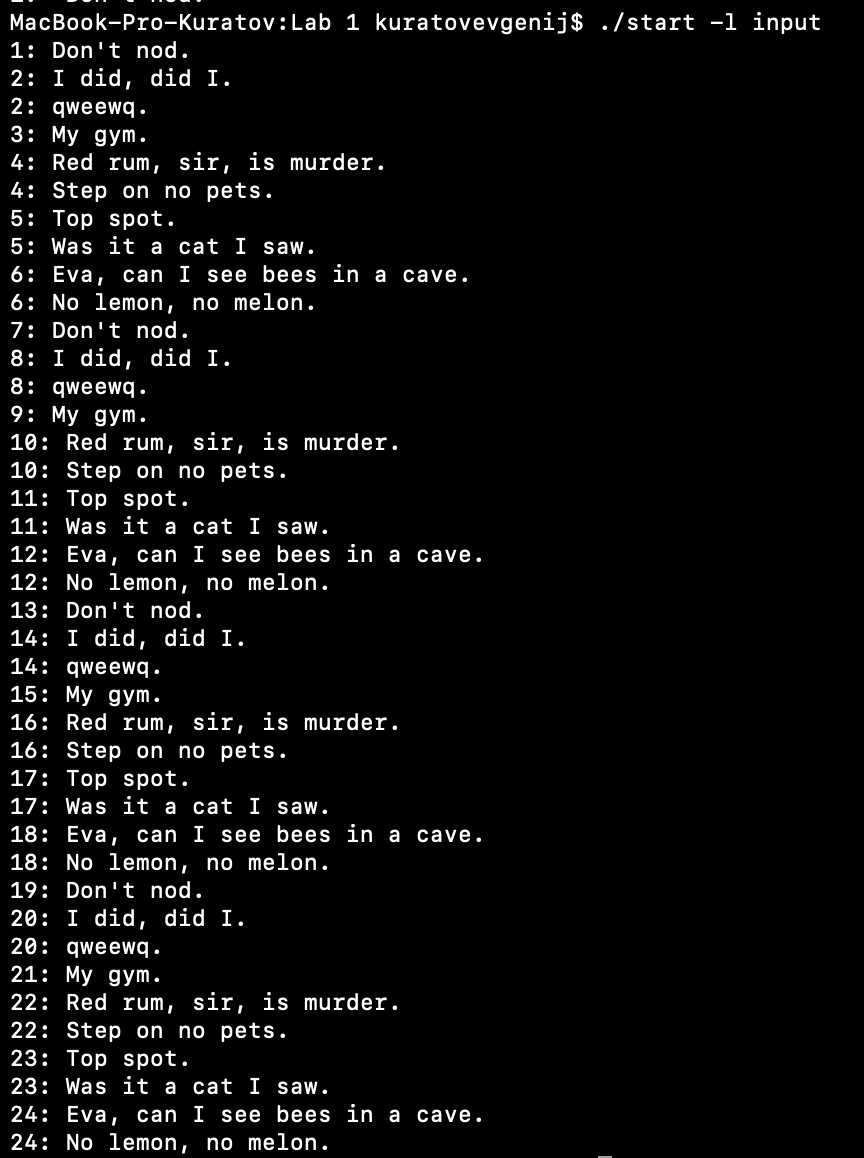 MacBook-Pro-Kuratov:Lab 1 kuratovevgenij$ ./start -l input
1: Don't nod.
2: I did, did I.
2: qweewq.
3: My gym.
4: Red rum, sir, is murder.
4: Step on no pets.
5: Top spot.
5: Was it a cat I saw.
6: Eva, can I see bees in a cave.
6: No lemon, no melon.
7: Don't nod.
8: I did, did I.
8: qweewq.
9: My gym.
10: Red rum, sir, is murder.
10: Step on no pets.
11: Top spot.
11: Was it a cat I saw.
12: Eva, can I see bees in a cave.
12: No lemon, no melon.
13: Don't nod.
14: I did, did I.
14: qweewq.
15: My gym.
16: Red rum, sir, is murder.
16: Step on no pets.
17: Top spot.
17: Was it a cat I saw.
18: Eva, can I see bees in a cave.
18: No lemon, no melon.
19: Don't nod.
20: I did, did I.
20: qweewq.
21: My gym.
22: Red rum, sir, is murder.
22: Step on no pets.
23: Top spot.
23: Was it a cat I saw.
24: Eva, can I see bees in a cave.
24: No lemon, no melon.